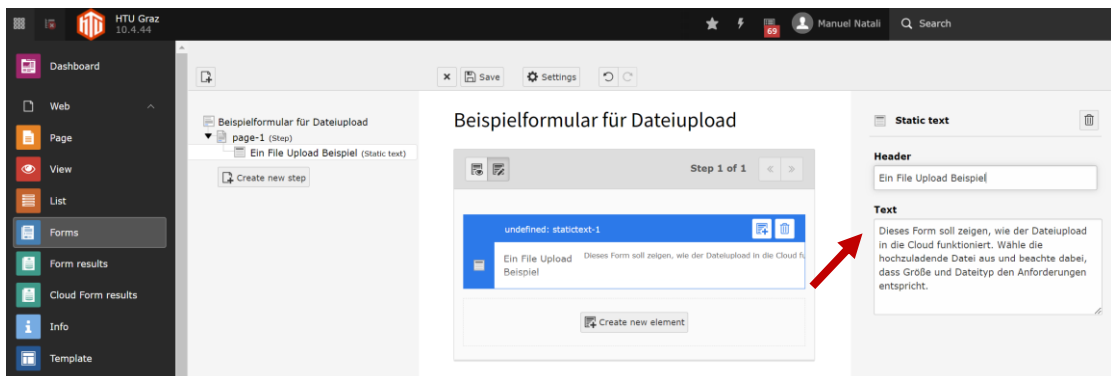 HTU Graz
10.4.44
69
Manuel Natali
Search
Dashboard
Web
Page
View
List
Forms
Form results
Cloud Form results
Info
Template
Beispielformular für Dateiupload
page-1 (Step)
Ein File Upload Beispiel (Static text)
Create new step
Save
Settings
Beispielformular für Dateiupload
Step 1 of 1
undefined: statictext-1
Ein File Upload
Beispiel
Dieses Form soll zeigen, wie der Dateiupload in die Cloud fu
Create new element
Static text
Header
Ein File Upload Beispiel
Text
Dieses Form soll zeigen, wie der Dateiupload
in die Cloud funktioniert. Wähle die
hochzuladende Datei aus und beachte dabei,
dass Größe und Dateityp den Anforderungen
entspricht.